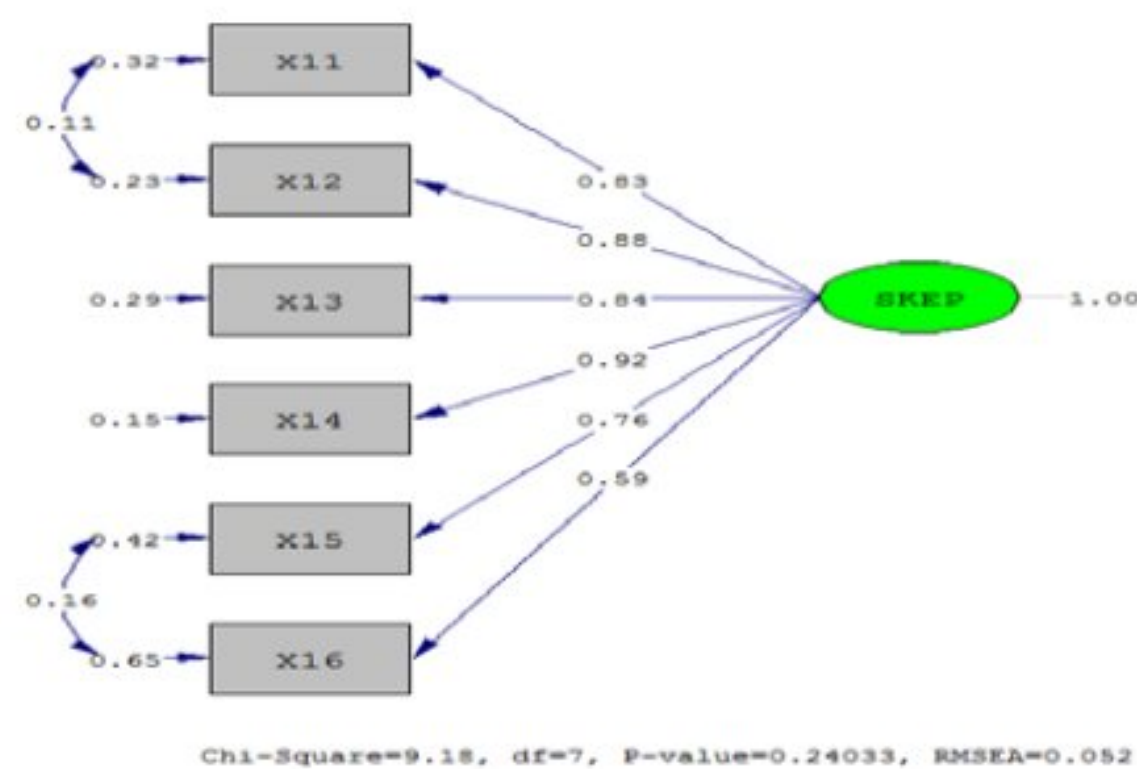 0.32 X11
0.11
0.83
0.23 X12
0.88
0.29 X13 0.84 SKEP 1.00
0.92
0.15 X14 0.76
0.59
0.42 X15
0.16
0.65 X16
Chi-Square=9.18, df=7, P-value=0.24033, RMSEA=0.052